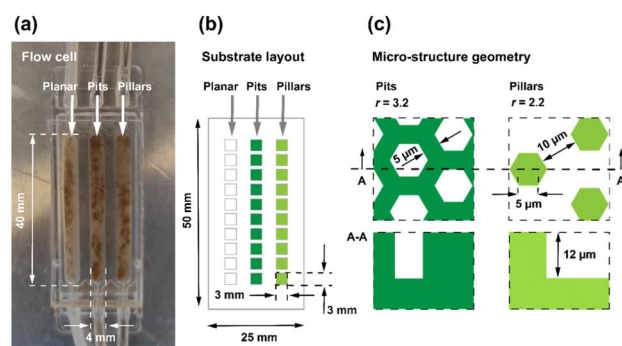 (a)
Flow cell
Planar Pits Pillars
40 mm
4 mm
(b)
Substrate layout
Planar Pits Pillars
50 mm
3 mm
3 mm
25 mm
(c)
Micro-structure geometry
Pits
r = 3.2
Pillars
r = 2.2
5 µm
10 µm
5 µm
A
A
A-A
12 µm